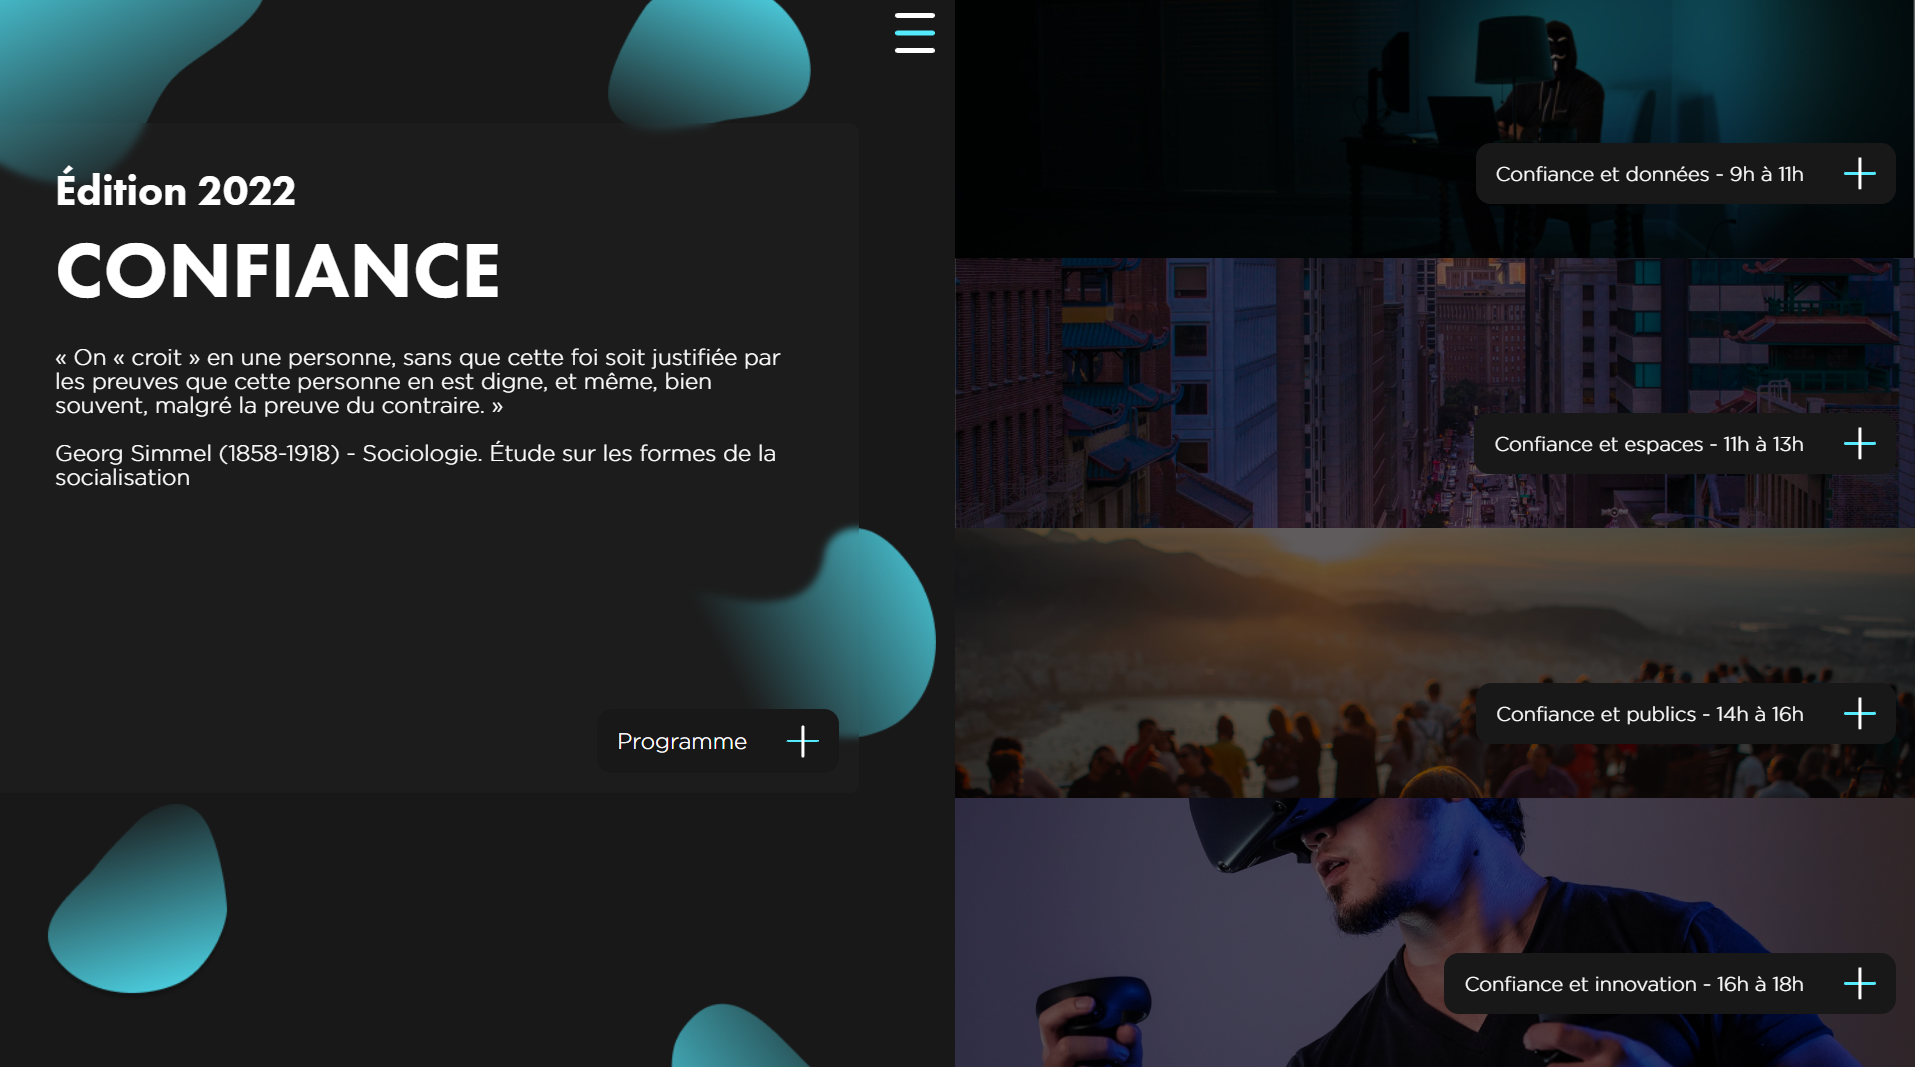 Édition 2022
CONFIANCE
« On « croit » en une personne, sans que cette foi soit justifiée par
les preuves que cette personne en est digne, et même, bien
souvent, malgré la preuve du contraire. »
Georg Simmel (1858-1918) - Sociologie. Étude sur les formes de la
socialisation
Programme
Confiance et données - 9h à 11h
Confiance et espaces - 11h à 13h
Confiance et publics - 14h à 16h
Confiance et innovation - 16h à 18h